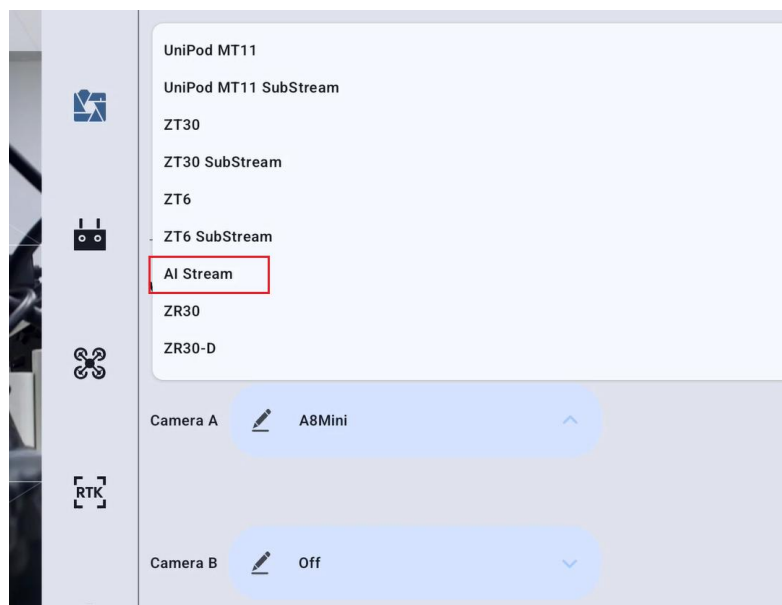 UniPod MT11
UniPod MT11 SubStream
ZT30
ZT30 SubStream
ZT6
ZT6 SubStream
AI Stream
ZR30
ZR30-D
Camera A A8Mini
RTK
Camera B Off